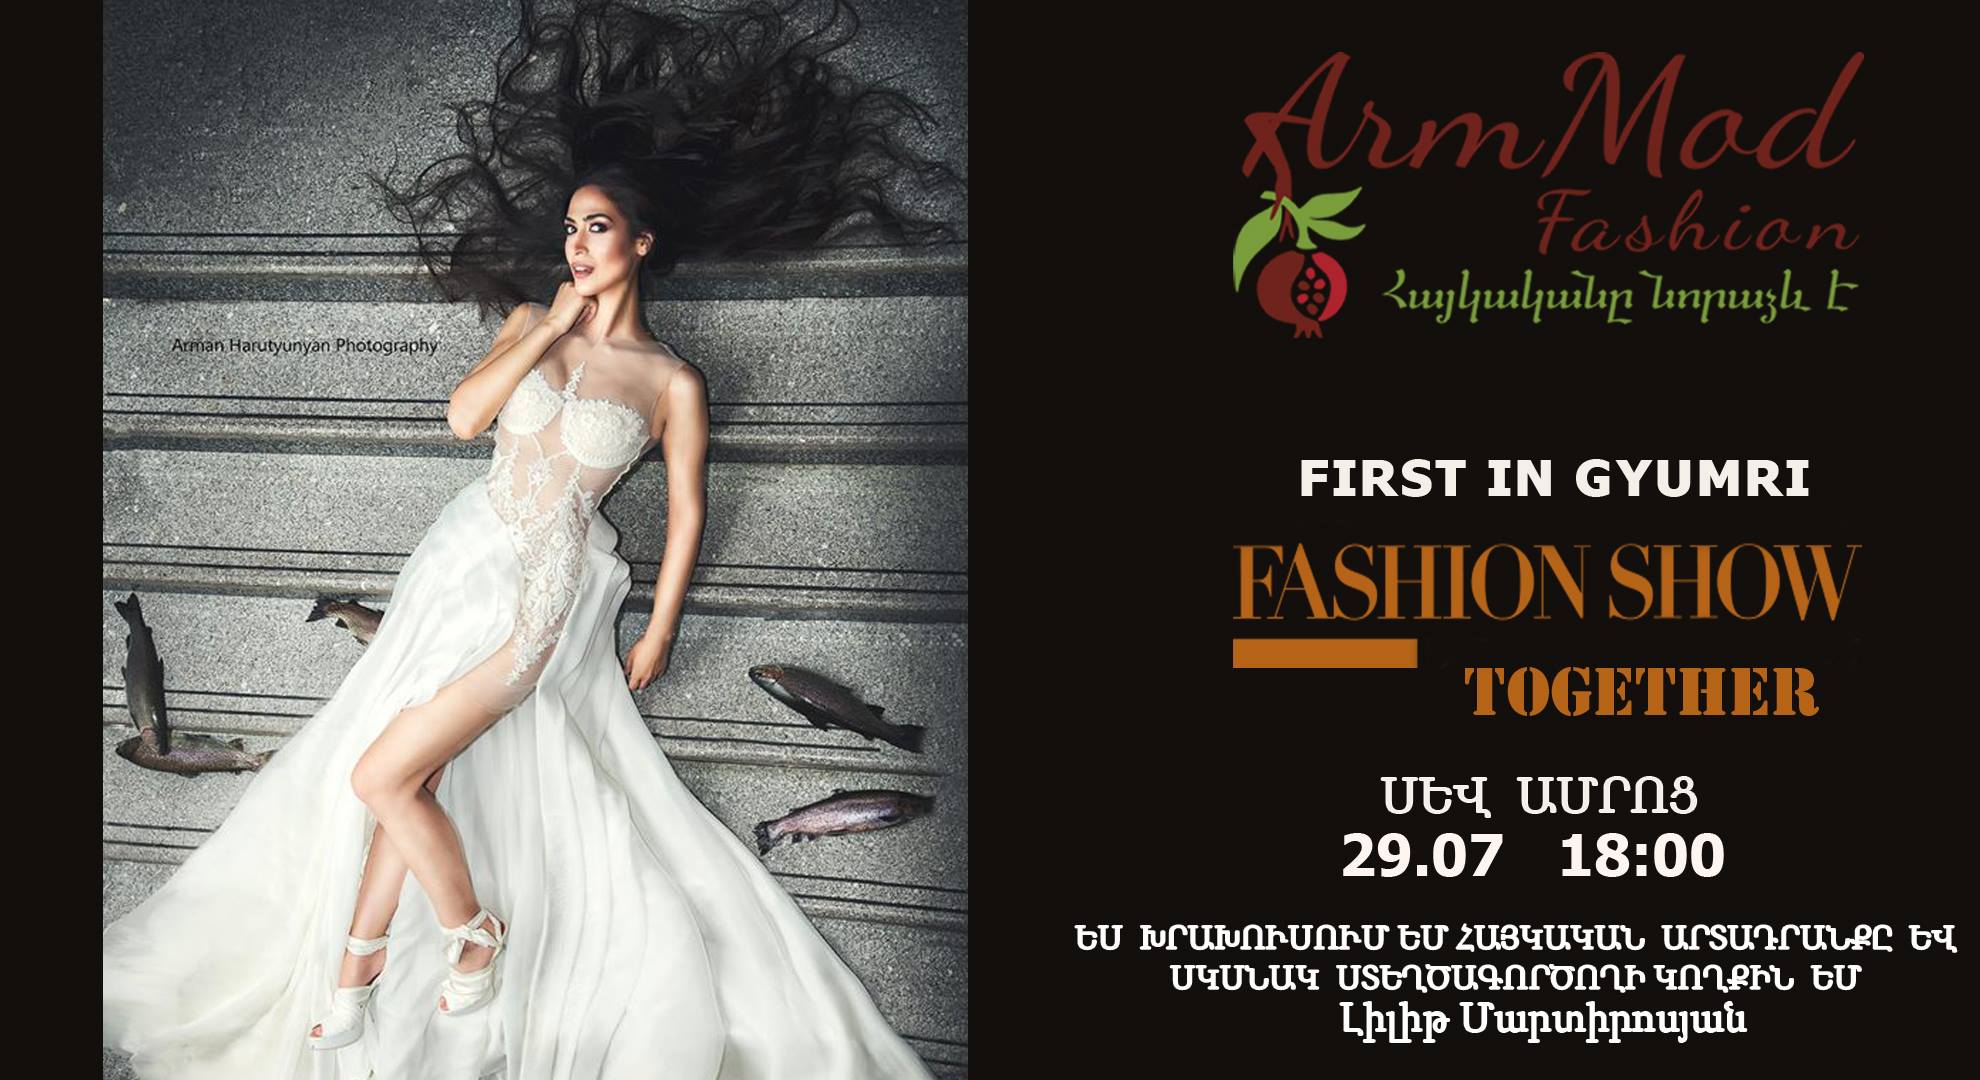 Arman Harutyunyan Photography
ArmMod
Fashion
Հայկականը նորաչև է
FIRST IN GYUMRI
FASHION SHOW
TOGETHER
ՍԵՎ ԱՄՐՈՑ
29.07 18:00
ԵՍ ԽՐԱԽՈՒՍՈՒՄ ԵՄ ՀԱՅԿԱԿԱՆ ԱՐՏԱԴՐԱՆՔԸ ԵՎ
ՍԿՍՆԱԿ ՍՏԵՂԾԱԳՈՐԾՈՂԻ ԿՈՂՔԻՆ ԵՄ
Լիլիթ Մարտիրոսյան